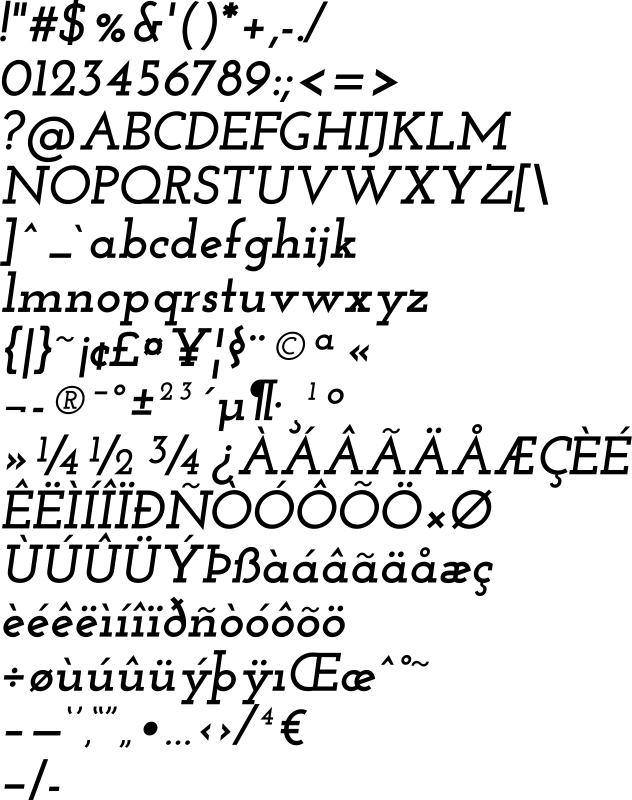 !"#$%&'()*+,-./
0123456789:;<=>
?@ABCDEFGHIJKLM
NOPQRSTUVWXYZ[\
]^_`abcdefghijk
lmnopqrstuvwxyz
{|}~¡¢£¤¥¦§¨©ª«
¬-®¯°±²³´µ¶·¸¹º
»¼½¾¿ÀÁÂÃÄÅÆÇÈÉ
ÊËÌÍÎÏÐÑÒÓÔÕÖ×Ø
ÙÚÛÜÝÞßàáâãäåæç
èéêëìíîïðñòóôõö
÷øùúûüýþÿıŒœˆ˚˜
–—‘’‚“”„•…‹›⁄⁴€
−∕-